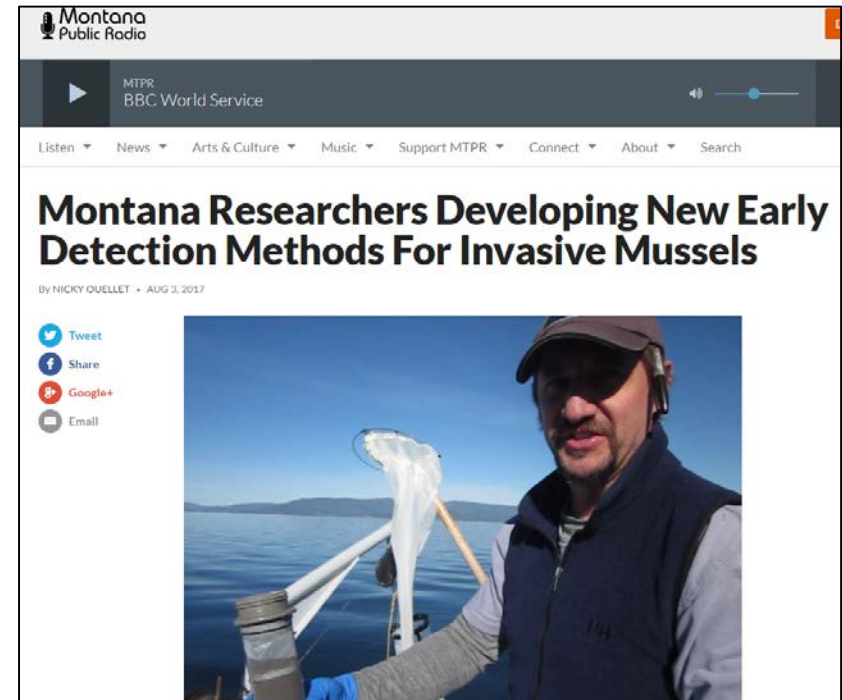 Montana
Public Radio
MTPR
BBC World Service
Listen News Arts & Culture Music Support MTPR Connect About Search
Montana Researchers Developing New Early
Detection Methods For Invasive Mussels
By NICKY OUELLET • AUG 3, 2017
Tweet
Share
Google+
Email